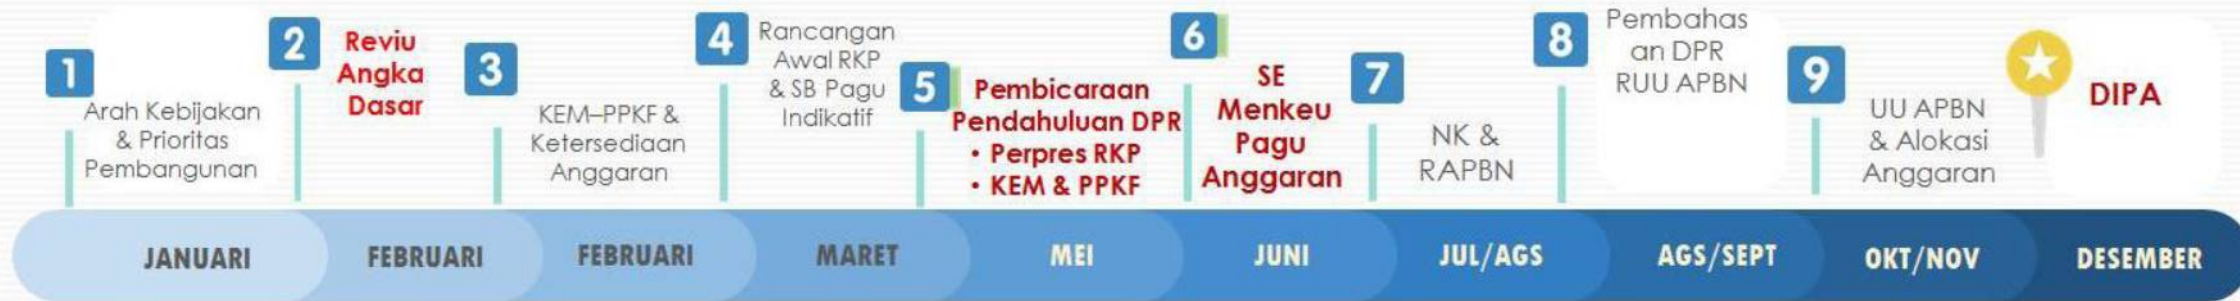 1
Arah Kebijakan
& Prioritas
Pembangunan
2
Reviu
Angka
Dasar
3
KEM–PPKF &
Ketersediaan
Anggaran
4
Rancangan
Awal RKP
& SB Pagu
Indikatif
5
Pembicaraan
Pendahuluan DPR
• Perpres RKP
• KEM & PPKF
6
SE
Menkeu
Pagu
Anggaran
7
NK &
RAPBN
8
Pembahas
an DPR
RUU APBN
9
UU APBN
& Alokasi
Anggaran
DIPA
JANUARI
FEBRUARI
FEBRUARI
MARET
MEI
JUNI
JUL/AGS
AGS/SEPT
OKT/NOV
DESEMBER